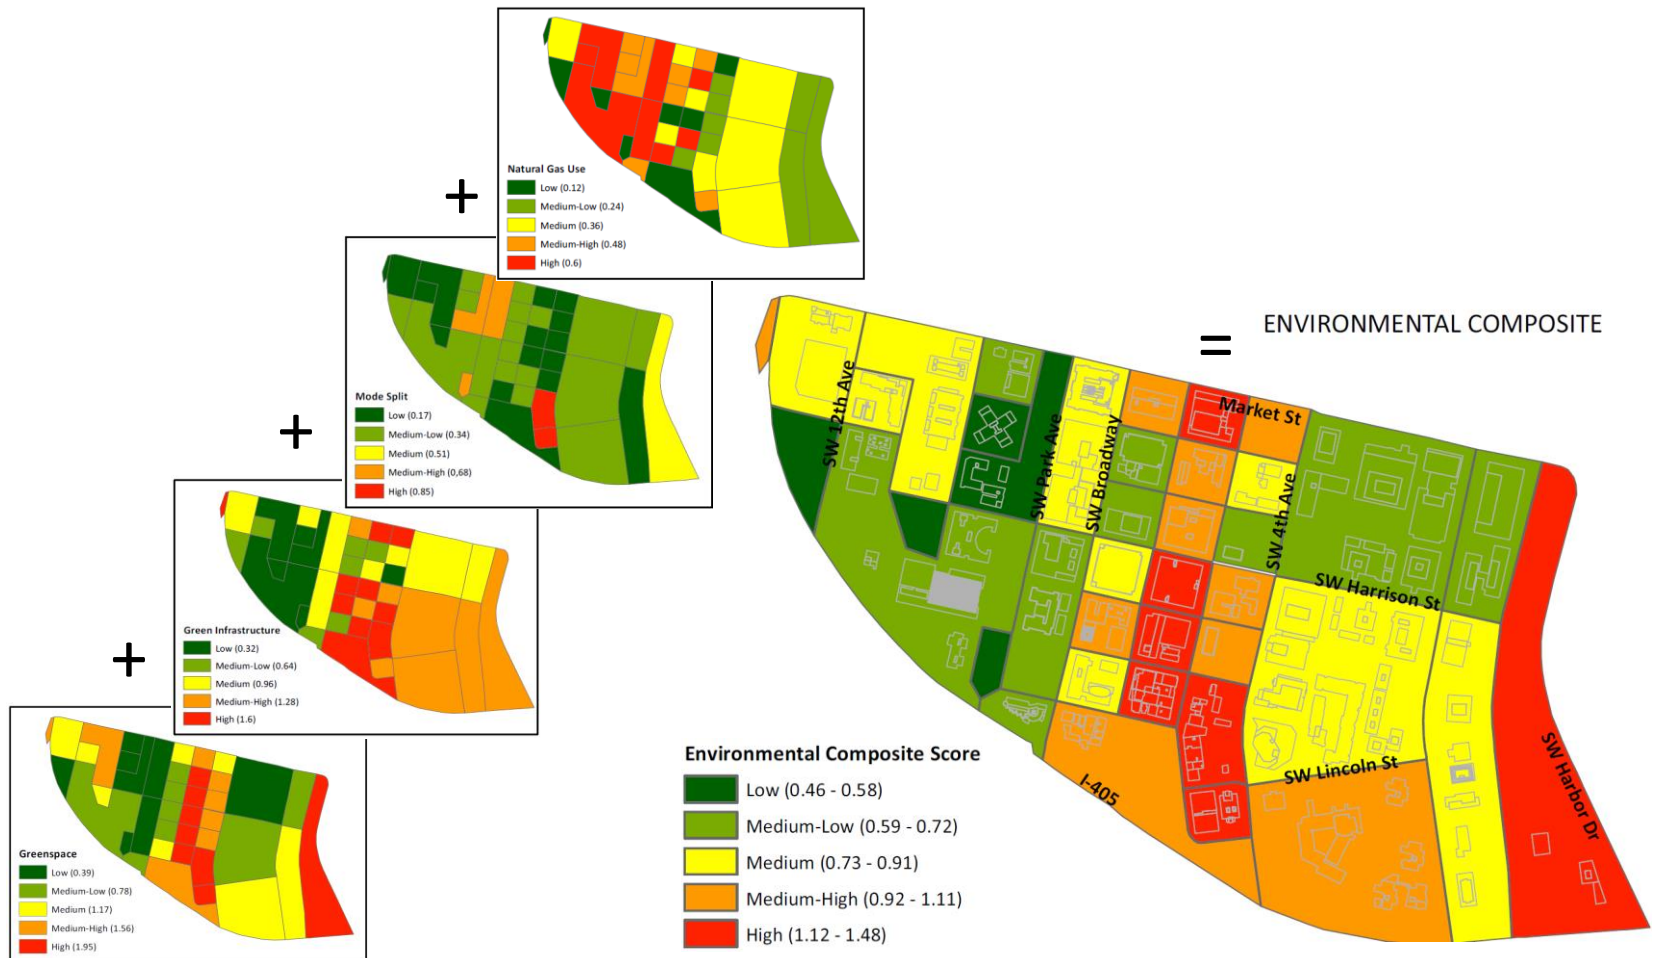 Natural Gas Use
Low (0.12)
Medium-Low (0.24)
Medium (0.36)
Medium-High (0.48)
High (0.6)
+
Mode Split
Low (0.17)
Medium-Low (0.34)
Medium (0.51)
Medium-High (0,68)
High (0.85)
+
Green Infrastructure
Low (0.32)
Medium-Low (0.64)
Medium (0.96)
Medium-High (1.28)
High (1.6)
+
Greenspace
Low (0.39)
Medium-Low (0.78)
Medium (1.17)
Medium-High (1.56)
High (1.95)
=
ENVIRONMENTAL COMPOSITE
SW 12th Ave
SW Park Ave
SW Broadway
Market St
SW 4th Ave
SW Harrison St
SW Lincoln St
I-405
SW Harbor Dr
Environmental Composite Score
Low (0.46 - 0.58)
Medium-Low (0.59 - 0.72)
Medium (0.73 - 0.91)
Medium-High (0.92 - 1.11)
High (1.12 - 1.48)